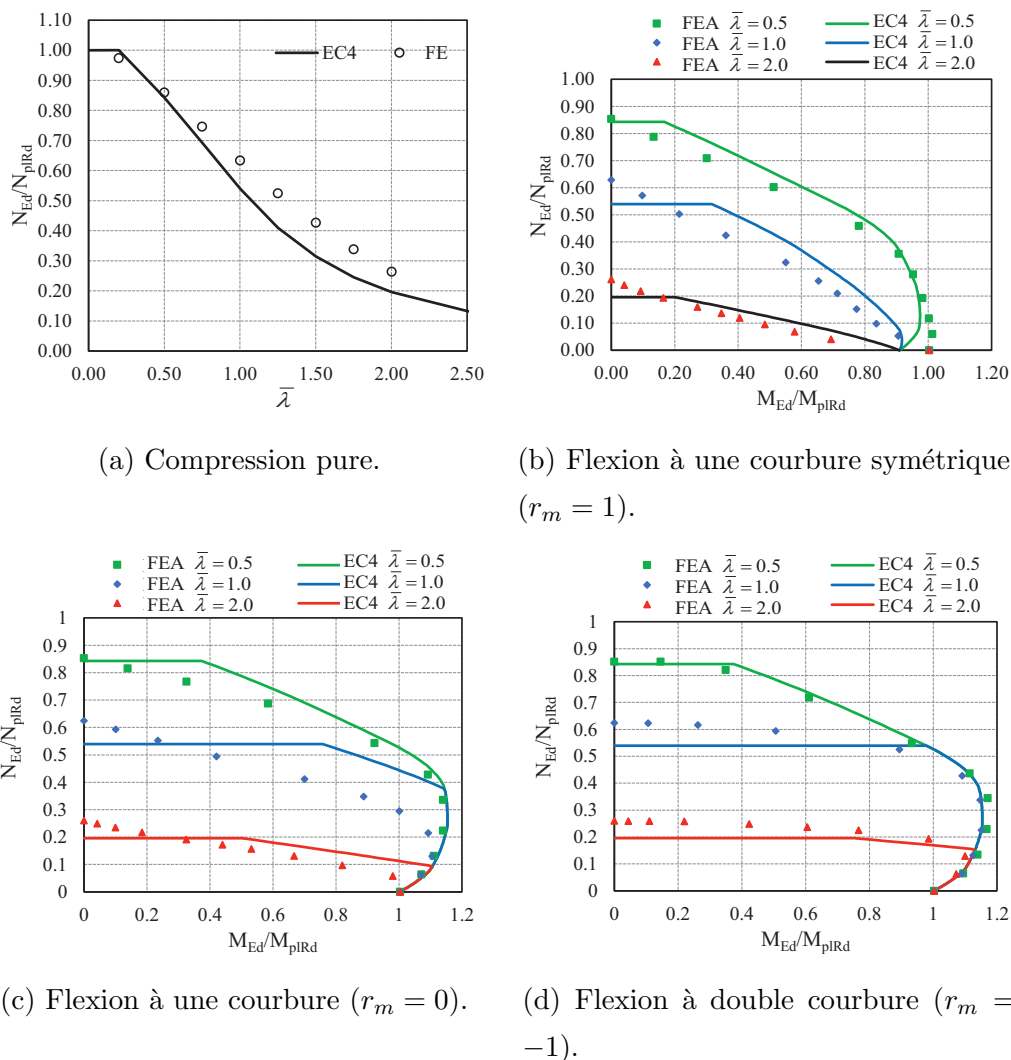 1.10
1.00
0.90
0.80
0.70
0.60
0.50
0.40
0.30
0.20
0.10
0.00
N_Ed/N_plRd
EC4 FE
0.00 0.50 1.00 1.50 2.00 2.50
λ̅
(a) Compression pure.
FEA λ̅ = 0.5 EC4 λ̅ = 0.5
FEA λ̅ = 1.0 EC4 λ̅ = 1.0
FEA λ̅ = 2.0 EC4 λ̅ = 2.0
1.00
0.90
0.80
0.70
0.60
0.50
0.40
0.30
0.20
0.10
0.00
N_Ed/N_plRd
0.00 0.20 0.40 0.60 0.80 1.00 1.20
M_Ed/M_plRd
(b) Flexion à une courbure symétrique
(r_m = 1).
FEA λ̅ = 0.5 EC4 λ̅ = 0.5
FEA λ̅ = 1.0 EC4 λ̅ = 1.0
FEA λ̅ = 2.0 EC4 λ̅ = 2.0
1
0.9
0.8
0.7
0.6
0.5
0.4
0.3
0.2
0.1
0
N_Ed/N_plRd
0 0.2 0.4 0.6 0.8 1 1.2
M_Ed/M_plRd
(c) Flexion à une courbure (r_m = 0).
FEA λ̅ = 0.5 EC4 λ̅ = 0.5
FEA λ̅ = 1.0 EC4 λ̅ = 1.0
FEA λ̅ = 2.0 EC4 λ̅ = 2.0
1
0.9
0.8
0.7
0.6
0.5
0.4
0.3
0.2
0.1
0
N_Ed/N_plRd
0 0.2 0.4 0.6 0.8 1 1.2
M_Ed/M_plRd
(d) Flexion à double courbure (r_m =
−1).